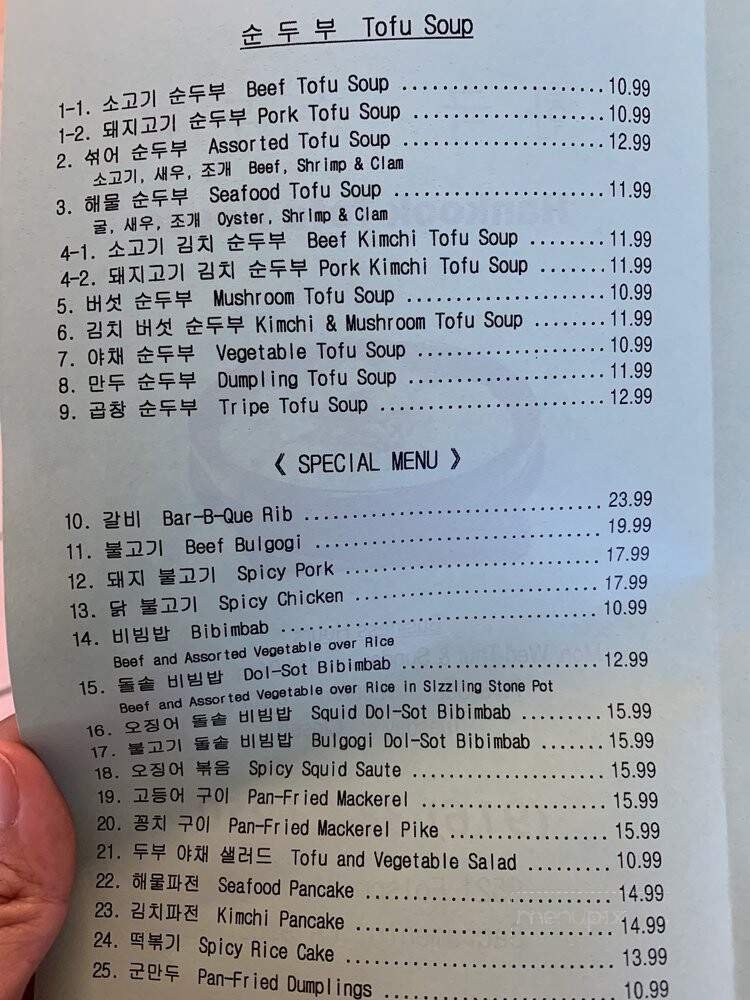 순 두 부 Tofu Soup
1-1. 소고기 순두부 Beef Tofu Soup ..................... 10.99
1-2. 돼지고기 순두부 Pork Tofu Soup ................... 10.99
2. 섞어 순두부 Assorted Tofu Soup ..................... 12.99
소고기, 새우, 조개 Beef, Shrimp & Clam
3. 해물 순두부 Seafood Tofu Soup ...................... 11.99
굴, 새우, 조개 Oyster, Shrimp & Clam
4-1. 소고기 김치 순두부 Beef Kimchi Tofu Soup ........ 11.99
4-2. 돼지고기 김치 순두부 Pork Kimchi Tofu Soup ....... 11.99
5. 버섯 순두부 Mushroom Tofu Soup ..................... 10.99
6. 김치 버섯 순두부 Kimchi & Mushroom Tofu Soup ........ 11.99
7. 야채 순두부 Vegetable Tofu Soup .................... 10.99
8. 만두 순두부 Dumpling Tofu Soup ..................... 11.99
9. 곱창 순두부 Tripe Tofu Soup ........................ 12.99
《 SPECIAL MENU 》
10. 갈비 Bar-B-Que Rib ............................... 23.99
11. 불고기 Beef Bulgogi .............................. 19.99
12. 돼지 불고기 Spicy Pork ........................... 17.99
13. 닭 불고기 Spicy Chicken .......................... 17.99
14. 비빔밥 Bibimbab .................................. 10.99
Beef and Assorted Vegetable over Rice
15. 돌솥 비빔밥 Dol-Sot Bibimbab ..................... 12.99
Beef and Assorted Vegetable over Rice in Sizzling Stone Pot
16. 오징어 돌솥 비빔밥 Squid Dol-Sot Bibimbab ......... 15.99
17. 불고기 돌솥 비빔밥 Bulgogi Dol-Sot Bibimbab ....... 15.99
18. 오징어 볶음 Spicy Squid Saute ..................... 15.99
19. 고등어 구이 Pan-Fried Mackerel .................... 15.99
20. 꽁치 구이 Pan-Fried Mackerel Pike ................. 15.99
21. 두부 야채 샐러드 Tofu and Vegetable Salad ......... 10.99
22. 해물파전 Seafood Pancake .......................... 14.99
23. 김치파전 Kimchi Pancake ........................... 14.99
24. 떡볶기 Spicy Rice Cake ............................ 13.99
25. 군만두 Pan-Fried Dumplings ........................ 10.99